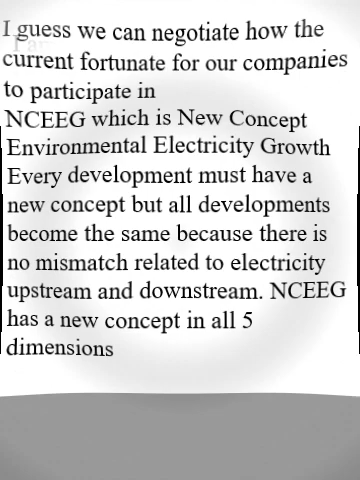 I guess we can negotiate how the
current fortunate for our companies
to participate in
NCEEG which is New Concept
Environmental Electricity Growth
Every development must have a
new concept but all developments
become the same because there is
no mismatch related to electricity
upstream and downstream. NCEEG
has a new concept in all 5
dimensions